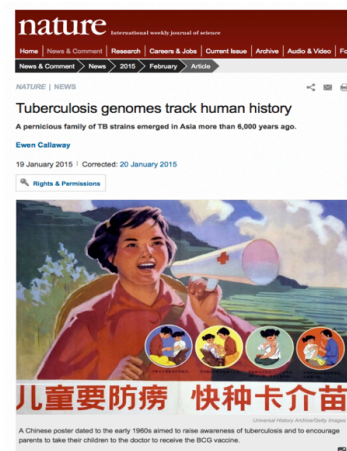 nature International weekly journal of science
Home News & Comment Research Careers & Jobs Current Issue Archive Audio & Video
News & Comment News 2015 February Article
NATURE | NEWS
Tuberculosis genomes track human history
A pernicious family of TB strains emerged in Asia more than 6,000 years ago.
Ewen Callaway
19 January 2015 | Corrected: 20 January 2015
Rights & Permissions
儿童要防痨 快种卡介苗
Universal History Archive/Getty Images
A Chinese poster dated to the early 1960s aimed to raise awareness of tuberculosis and to encourage
parents to take their children to the doctor to receive the BCG vaccine.